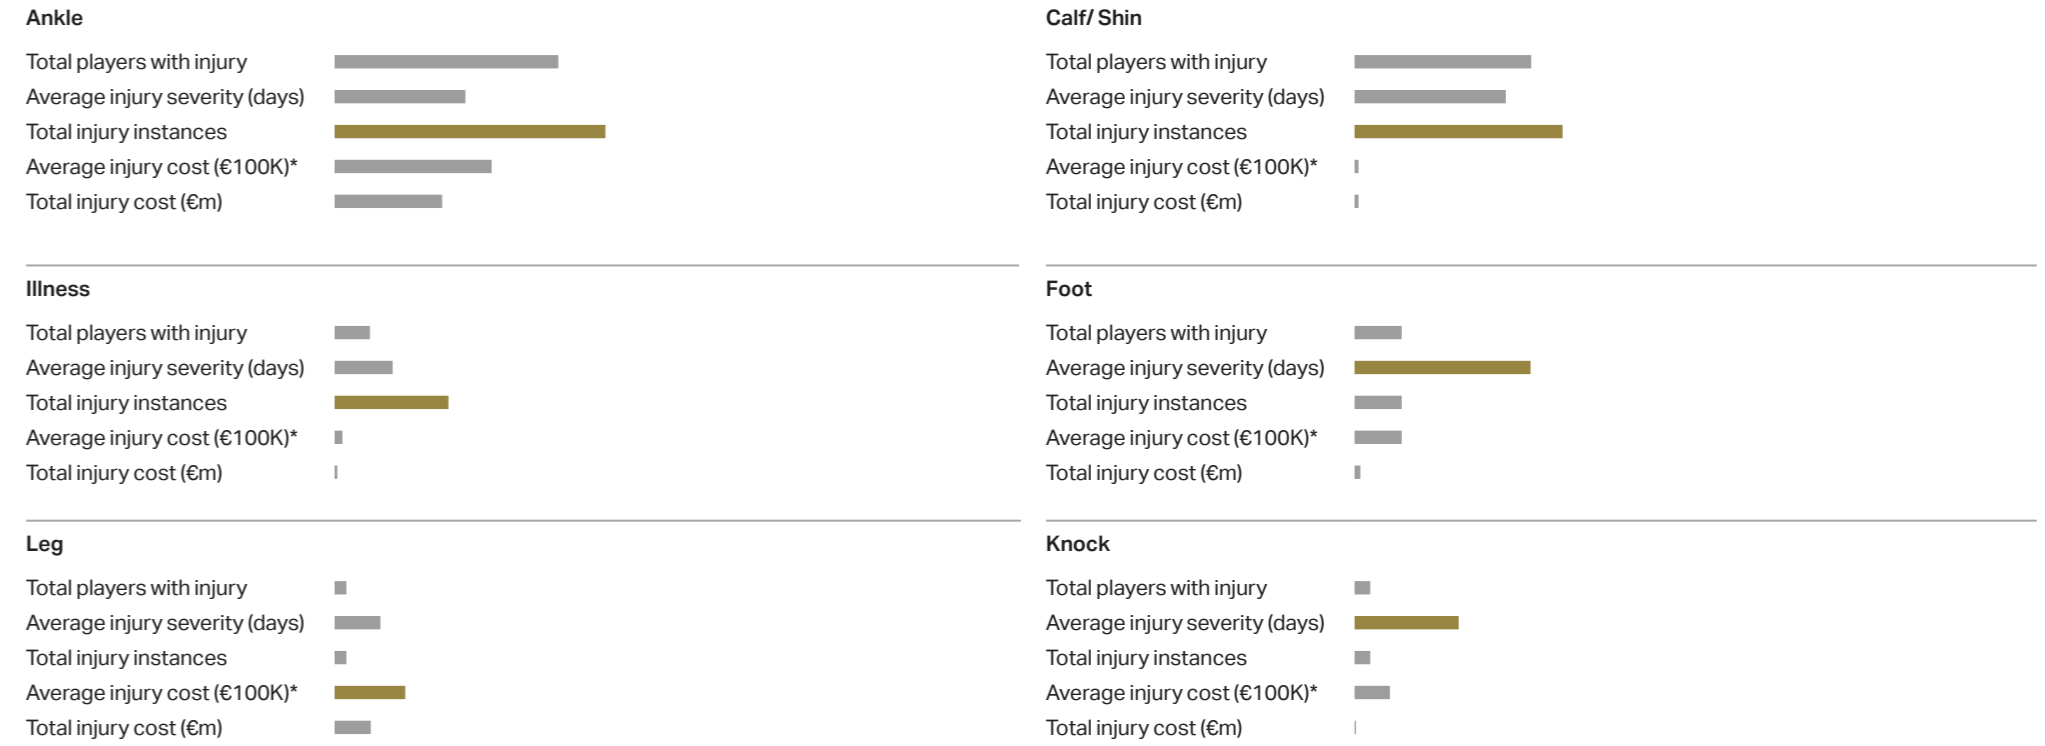 Ankle
Total players with injury
Average injury severity (days)
Total injury instances
Average injury cost (€100K)*
Total injury cost (€m)
Calf/ Shin
Total players with injury
Average injury severity (days)
Total injury instances
Average injury cost (€100K)*
Total injury cost (€m)
Illness
Total players with injury
Average injury severity (days)
Total injury instances
Average injury cost (€100K)*
Total injury cost (€m)
Foot
Total players with injury
Average injury severity (days)
Total injury instances
Average injury cost (€100K)*
Total injury cost (€m)
Leg
Total players with injury
Average injury severity (days)
Total injury instances
Average injury cost (€100K)*
Total injury cost (€m)
Knock
Total players with injury
Average injury severity (days)
Total injury instances
Average injury cost (€100K)*
Total injury cost (€m)